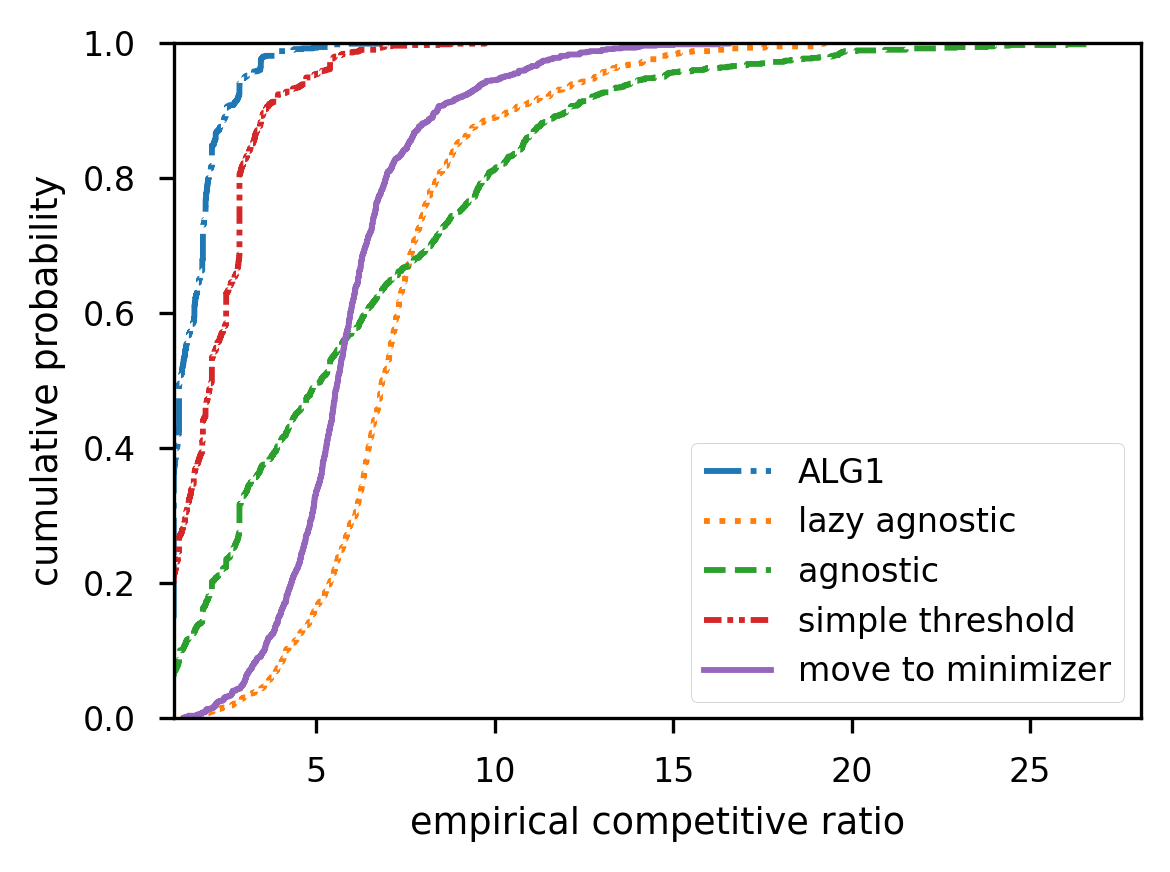 1.0
0.8
0.6
0.4
0.2
0.0
cumulative probability
ALG1
lazy agnostic
agnostic
simple threshold
move to minimizer
5 10 15 20 25
empirical competitive ratio